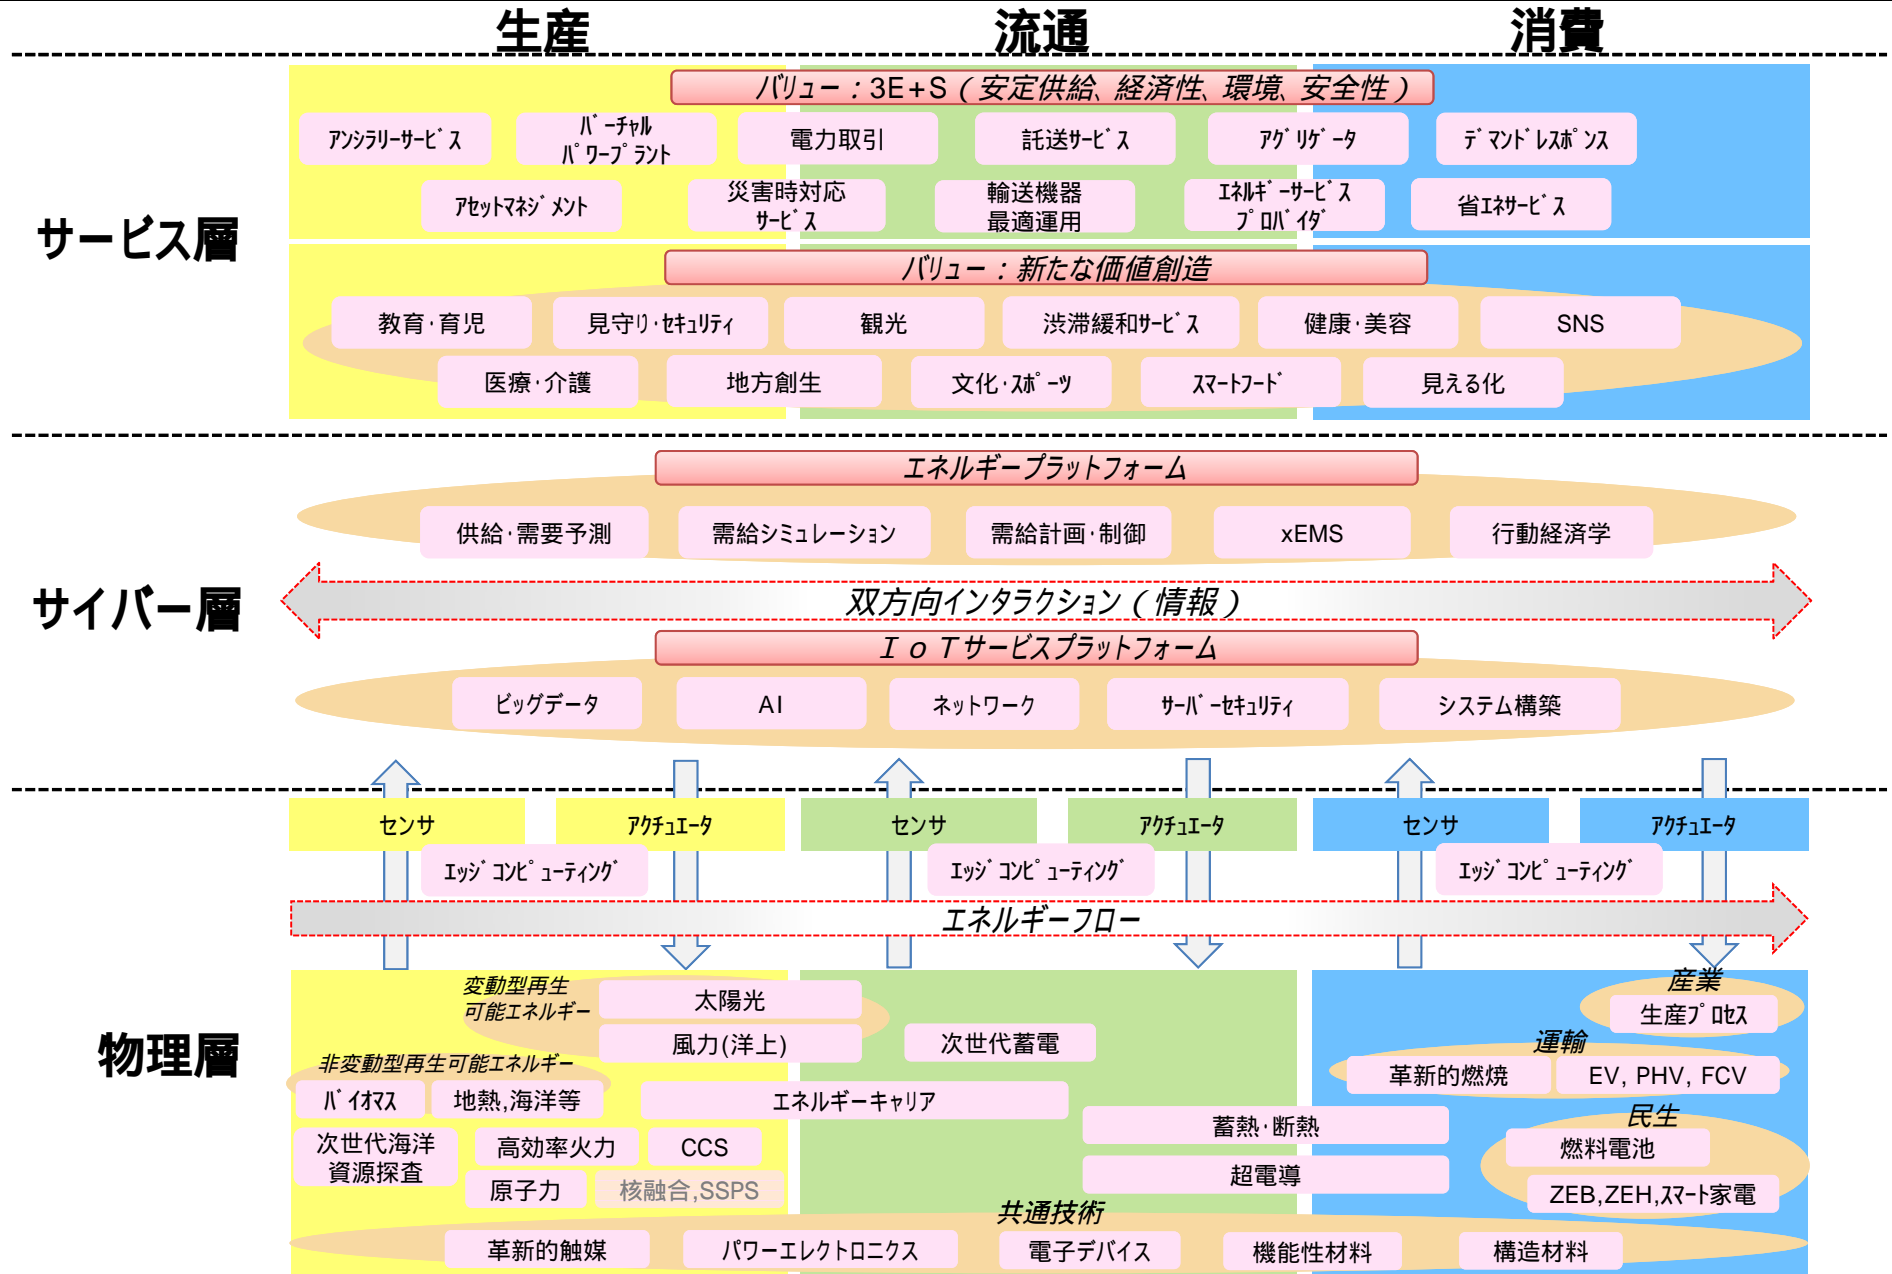 生産
流通
消費
サービス層
バリュー：3E+S（安定供給、経済性、環境、安全性）
ｱﾝｼﾗﾘｰｻｰﾋﾞｽ
ﾊﾞｰﾁｬﾙ
ﾊﾟﾜｰﾌﾟﾗﾝﾄ
電力取引
託送ｻｰﾋﾞｽ
ｱｸﾞﾘｹﾞｰﾀ
ﾃﾞﾏﾝﾄﾞﾚｽﾎﾟﾝｽ
ｱｾｯﾄﾏﾈｼﾞﾒﾝﾄ
災害時対応
ｻｰﾋﾞｽ
輸送機器
最適運用
ｴﾈﾙｷﾞｰｻｰﾋﾞｽ
ﾌﾟﾛﾊﾞｲﾀﾞ
省ｴﾈｻｰﾋﾞｽ
バリュー：新たな価値創造
教育･育児
見守り･ｾｷｭﾘﾃｨ
観光
渋滞緩和ｻｰﾋﾞｽ
健康･美容
SNS
医療･介護
地方創生
文化･ｽﾎﾟｰﾂ
ｽﾏｰﾄﾌｰﾄﾞ
見える化
サイバー層
エネルギープラットフォーム
供給･需要予測
需給シミュレーション
需給計画･制御
xEMS
行動経済学
双方向インタラクション（情報）
ＩｏＴサービスプラットフォーム
ビッグデータ
AI
ネットワーク
ｻｰﾊﾞｰｾｷｭﾘﾃｨ
システム構築
物理層
センサ
ｱｸﾁｭｴｰﾀ
センサ
ｱｸﾁｭｴｰﾀ
センサ
ｱｸﾁｭｴｰﾀ
ｴｯｼﾞｺﾝﾋﾟｭｰﾃｨﾝｸﾞ
ｴｯｼﾞｺﾝﾋﾟｭｰﾃｨﾝｸﾞ
ｴｯｼﾞｺﾝﾋﾟｭｰﾃｨﾝｸﾞ
エネルギーフロー
変動型再生
可能エネルギー
太陽光
風力(洋上)
非変動型再生可能エネルギー
ﾊﾞｲｵﾏｽ
地熱,海洋等
次世代海洋
資源探査
高効率火力
CCS
原子力
核融合,SSPS
次世代蓄電
エネルギーキャリア
蓄熱･断熱
超電導
産業
生産ﾌﾟﾛｾｽ
運輸
革新的燃焼
EV, PHV, FCV
民生
燃料電池
ZEB,ZEH,ｽﾏｰﾄ家電
共通技術
革新的触媒
パワーエレクトロニクス
電子デバイス
機能性材料
構造材料